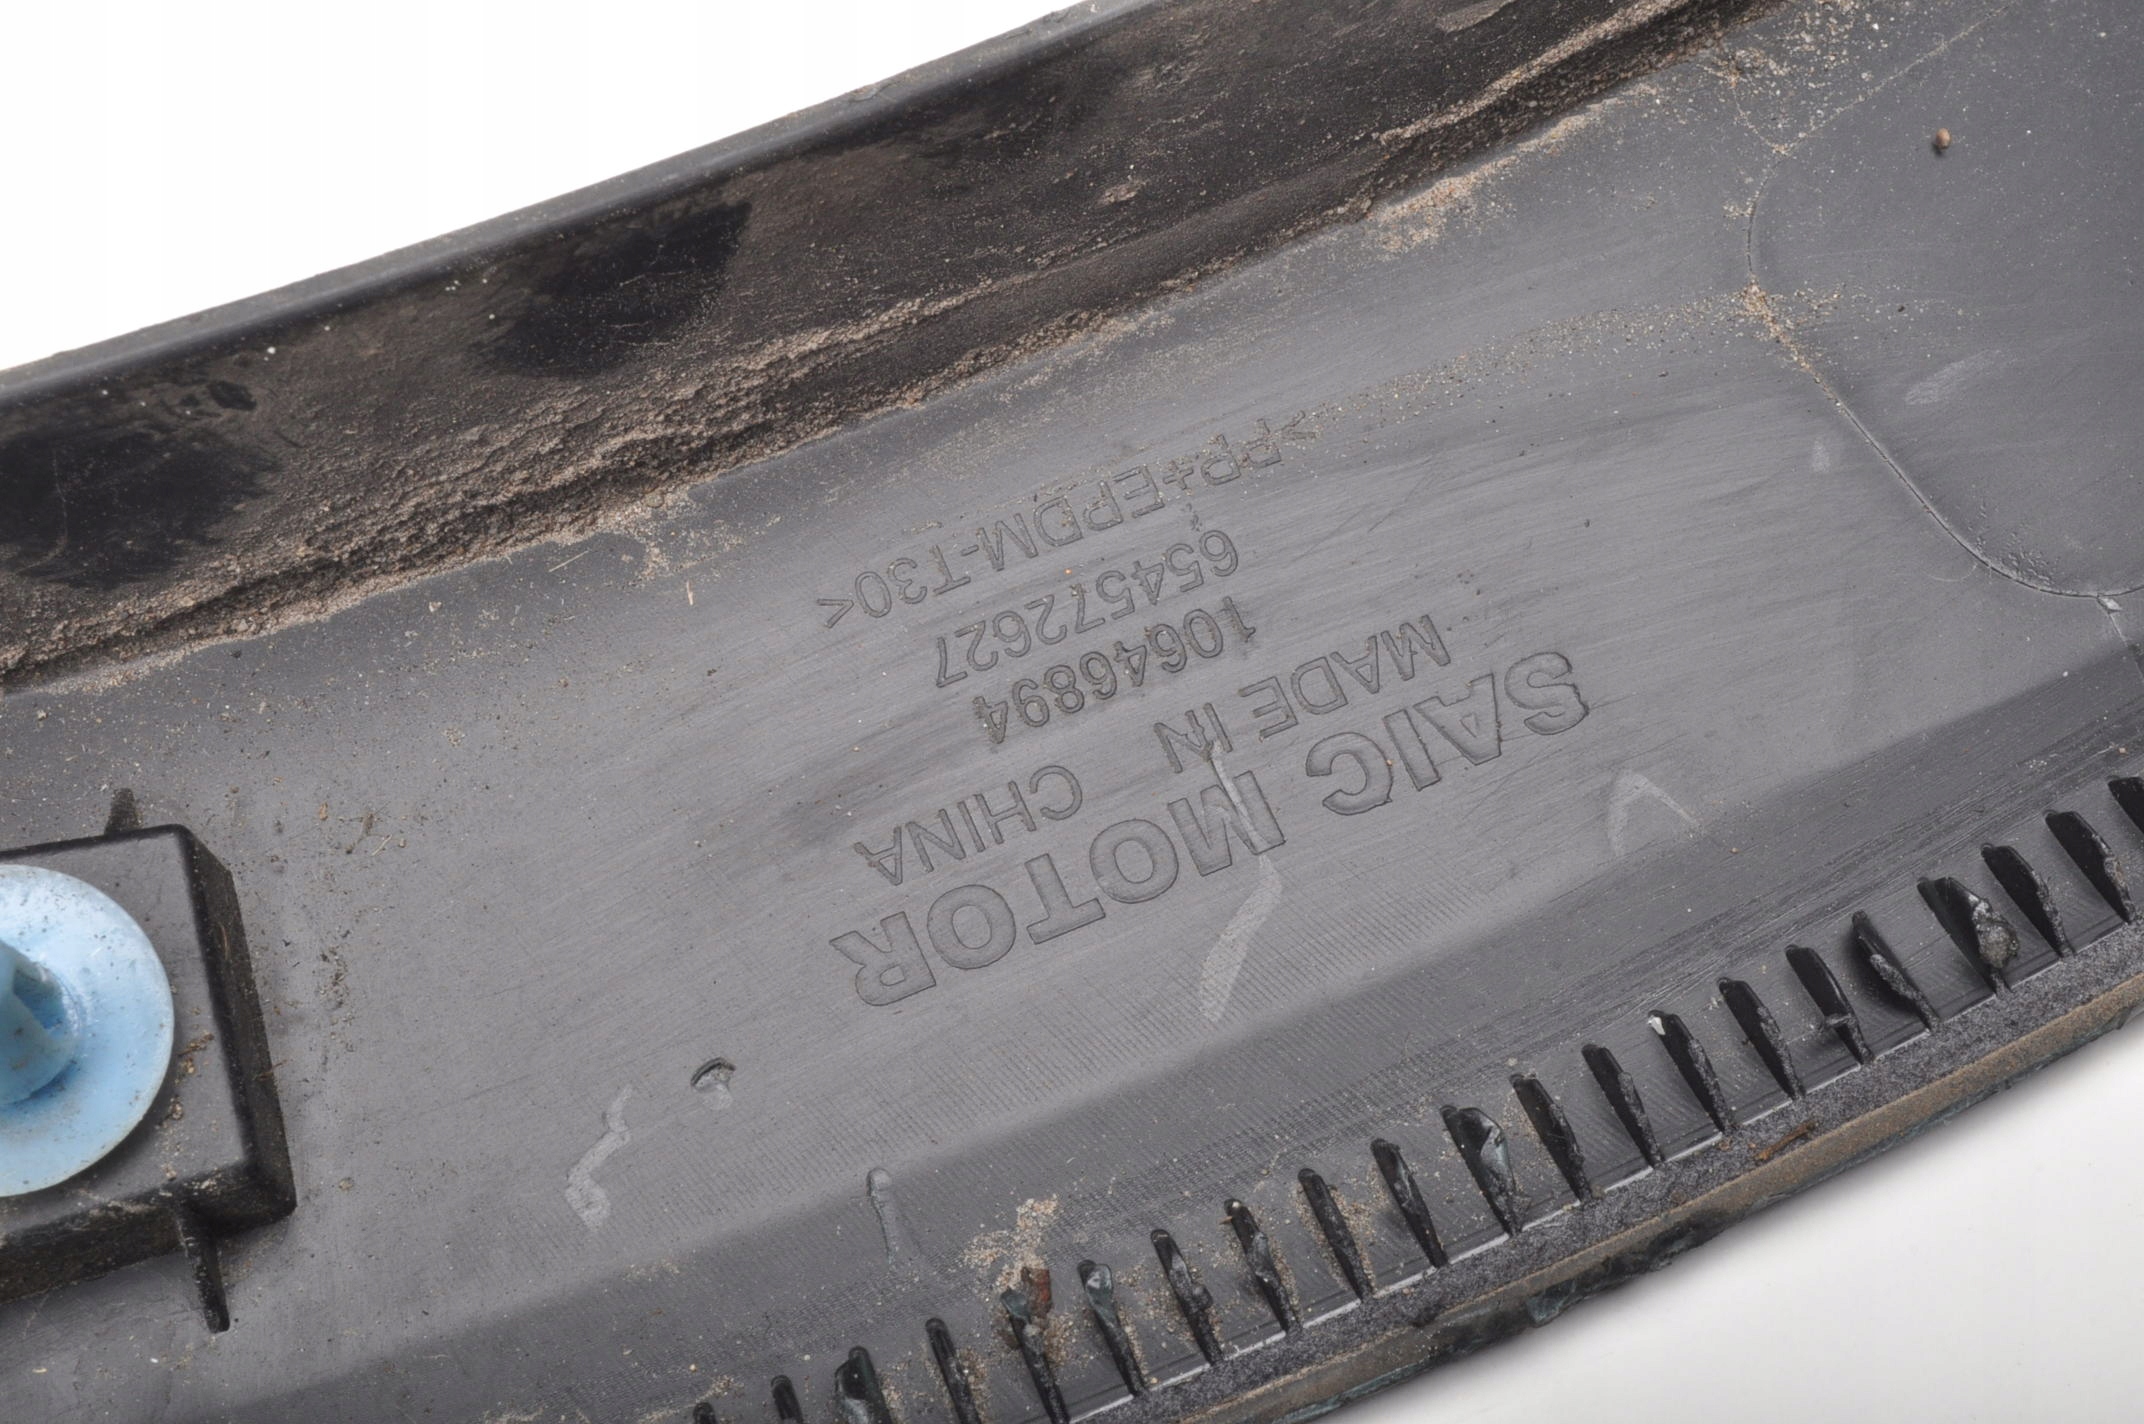 SAIC MOTOR
MADE IN CHINA
10646894
654572627
>PP+EPDM-T30<